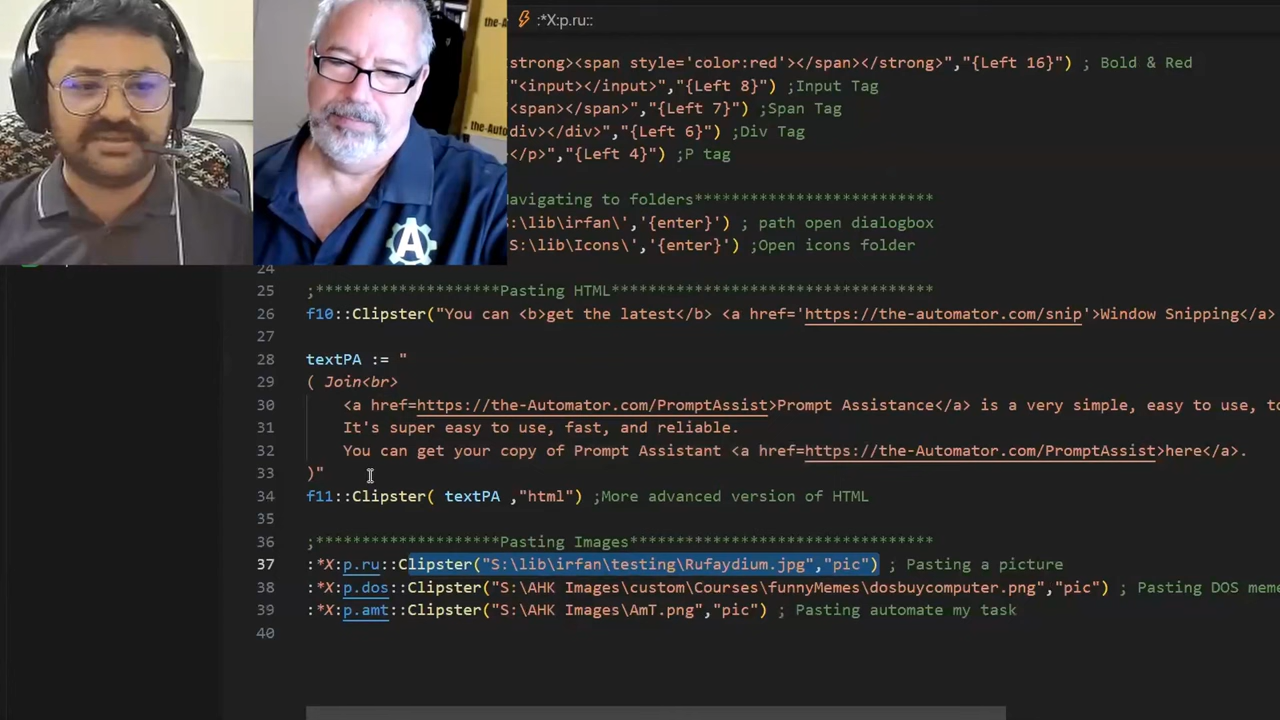 :*X:p.ru::
the-A
strong><span style='color:red'></span></strong>","{Left 16}") ; Bold & Red
"<input></input>","{Left 8}") ;Input Tag
<span></span>","{Left 7}") ;Span Tag
div></div>","{Left 6}") ;Div Tag
</p>","{Left 4}") ;P tag
the-Au
A
Navigating to folders**************************
:\lib\irfan\','{enter}') ; path open dialogbox
S:\lib\Icons\','{enter}') ;Open icons folder
24
25 ;*********************Pasting HTML***********************************
26 f10::Clipster("You can <b>get the latest</b> <a href='https://the-automator.com/snip'>Window Snipping</a>
27
28 textPA := "
29 ( Join<br>
30 <a href=https://the-Automator.com/PromptAssist>Prompt Assistance</a> is a very simple, easy to use, to
31 It's super easy to use, fast, and reliable.
32 You can get your copy of Prompt Assistant <a href=https://the-Automator.com/PromptAssist>here</a>.
33 )"
34 f11::Clipster( textPA ,"html") ;More advanced version of HTML
35
36 ;*********************Pasting Images*********************************
37 :*X:p.ru::Clipster("S:\lib\irfan\testing\Rufaydium.jpg","pic") ; Pasting a picture
38 :*X:p.dos::Clipster("S:\AHK Images\custom\Courses\funnyMemes\dosbuycomputer.png","pic") ; Pasting DOS meme
39 :*X:p.amt::Clipster("S:\AHK Images\AmT.png","pic") ; Pasting automate my task
40